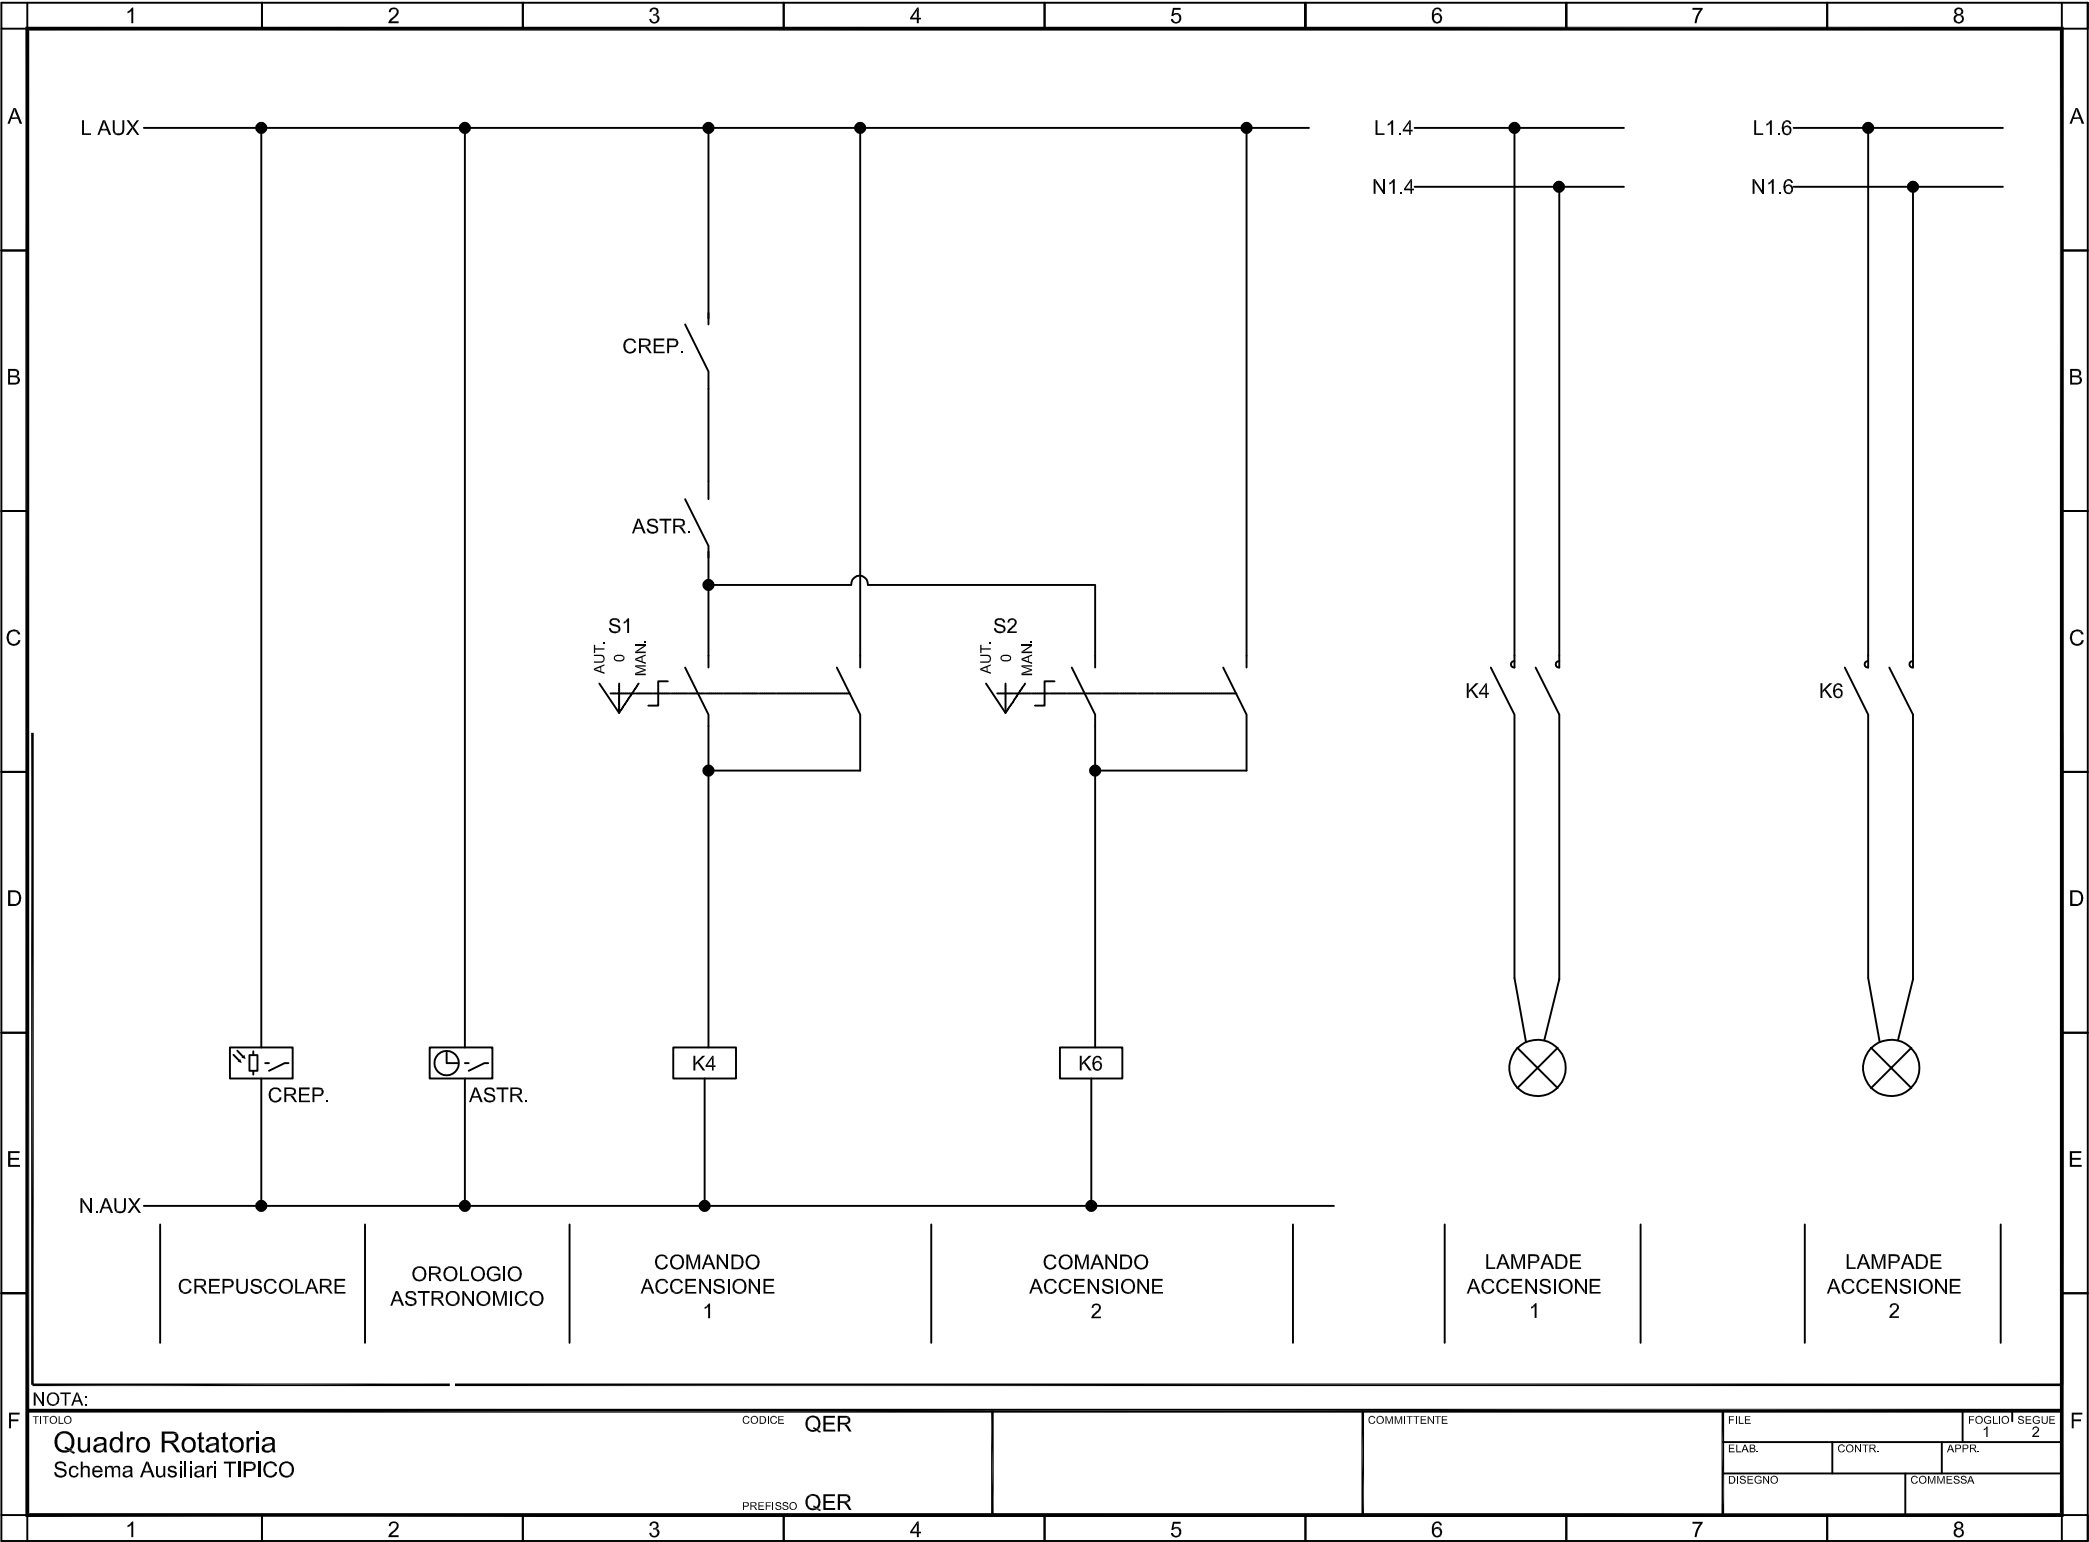 1 2 3 4 5 6 7 8
A A
L AUX L1.4 L1.6
N1.4 N1.6
CREP.
B B
ASTR.
S1 S2
C C
AUT. 0 MAN. AUT. 0 MAN.
K4 K6
D D
K4 K6
CREP. ASTR.
E E
N.AUX
CREPUSCOLARE
OROLOGIO
ASTRONOMICO
COMANDO
ACCENSIONE
1
COMANDO
ACCENSIONE
2
LAMPADE
ACCENSIONE
1
LAMPADE
ACCENSIONE
2
NOTA:
F F
TITOLO
Quadro Rotatoria
Schema Ausiliari TIPICO
CODICE QER
PREFISSO QER
COMMITTENTE
FILE
FOGLIO SEGUE
1 2
ELAB. CONTR. APPR.
DISEGNO COMMESSA
1 2 3 4 5 6 7 8